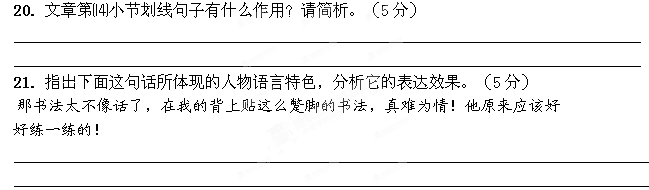 20. 文章第⒁小节划线句子有什么作用？请简析。（5分）
21. 指出下面这句话所体现的人物语言特色，分析它的表达效果。（5分）
那书法太不像话了，在我的背上贴这么蹩脚的书法，真难为情！他原来应该好
好练一练的！